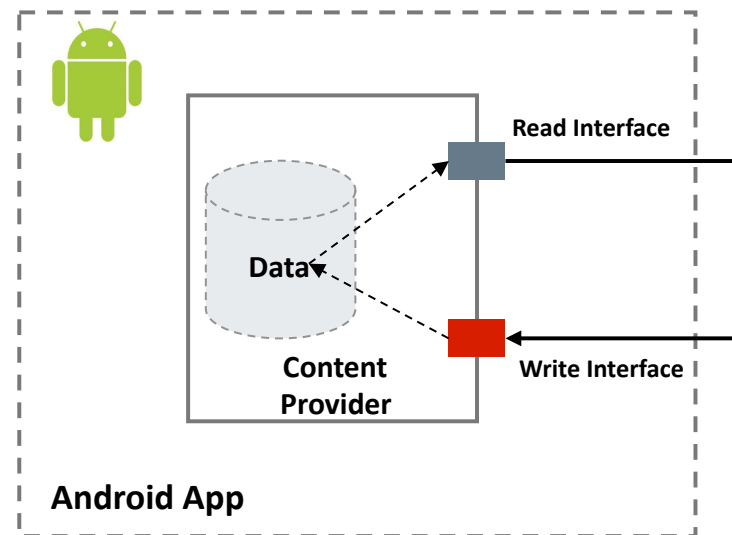 Read Interface
Data
Write Interface
Content
Provider
Android App